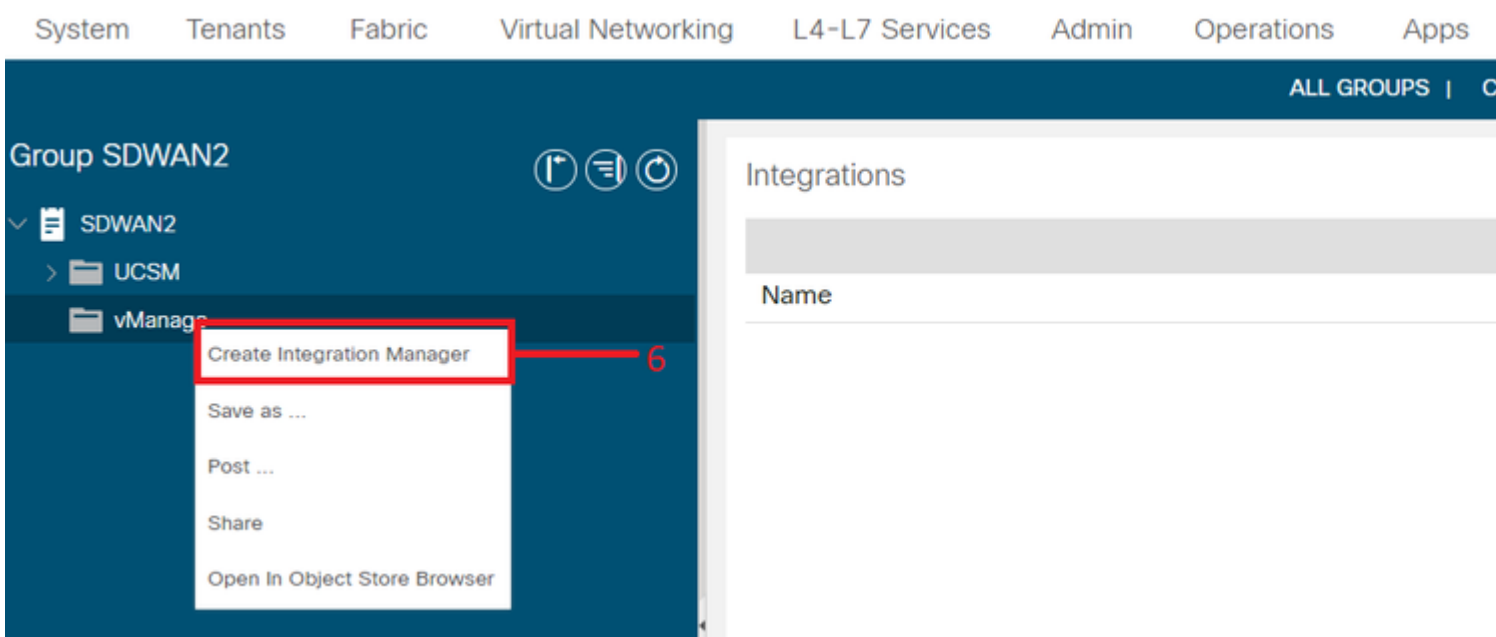 System Tenants Fabric Virtual Networking L4-L7 Services Admin Operations Apps
ALL GROUPS | C
Group SDWAN2
Integrations
SDWAN2
UCSM
Name
vManage
Create Integration Manager
6
Save as ...
Post ...
Share
Open In Object Store Browser